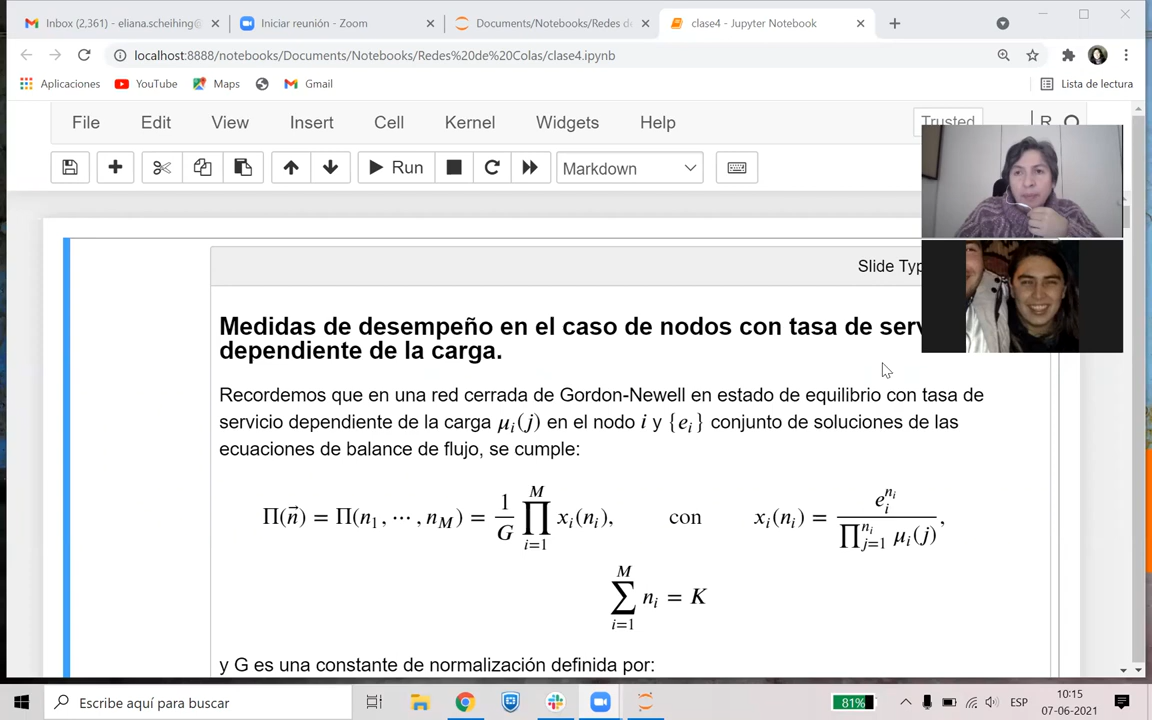 Inbox (2,361) - eliana.scheihing@
Iniciar reunión - Zoom
Documents/Notebooks/Redes de
clase4 - Jupyter Notebook
localhost:8888/notebooks/Documents/Notebooks/Redes%20de%20Colas/clase4.ipynb
Aplicaciones YouTube Maps Gmail Lista de lectura
File Edit View Insert Cell Kernel Widgets Help Trusted R
Run Markdown
Slide Typ
Medidas de desempeño en el caso de nodos con tasa de serv
dependiente de la carga.
Recordemos que en una red cerrada de Gordon-Newell en estado de equilibrio con tasa de
servicio dependiente de la carga μ_i(j) en el nodo i y {e_i} conjunto de soluciones de las
ecuaciones de balance de flujo, se cumple:
Π(n⃗) = Π(n_1, ⋯ , n_M) = 1/G ∏_{i=1}^{M} x_i(n_i), con x_i(n_i) = e_i^{n_i} / ∏_{j=1}^{n_i} μ_i(j),
∑_{i=1}^{M} n_i = K
y G es una constante de normalización definida por:
Escribe aquí para buscar
81%
ESP
10:15
07-06-2021